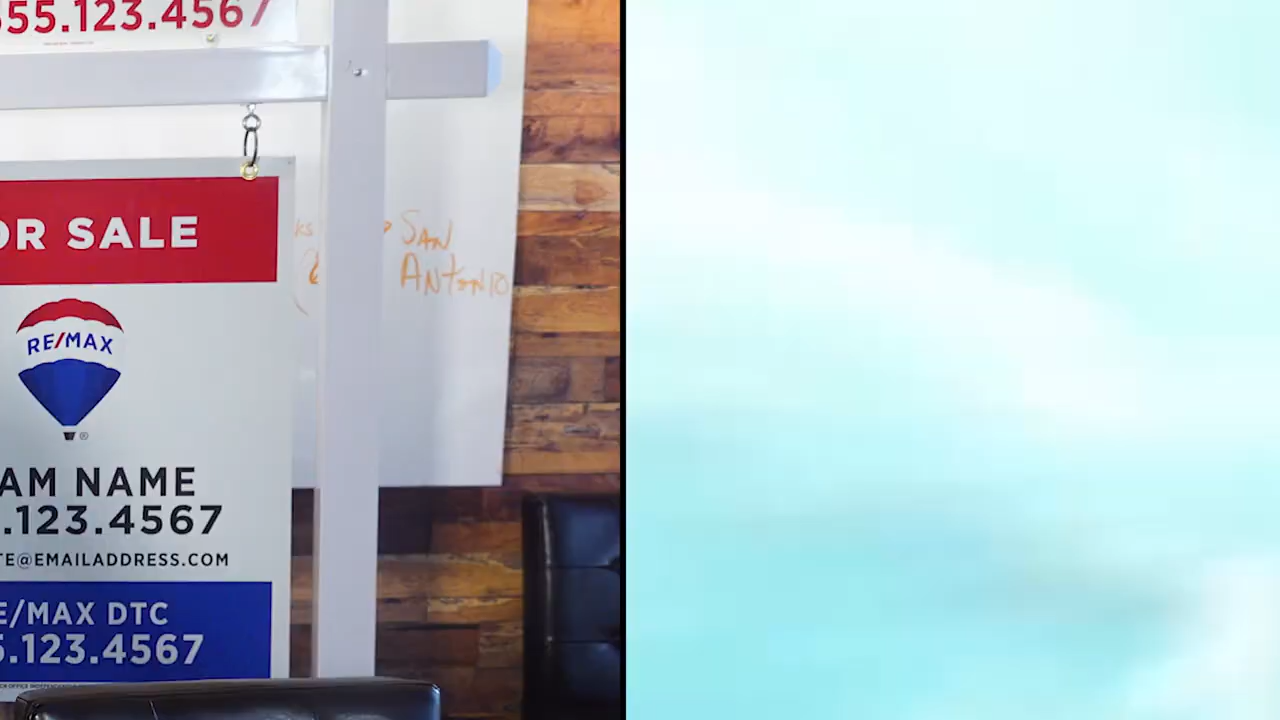 555.123.4567
OR SALE
SAN
ANTONIO
RE/MAX
AM NAME
.123.4567
TE@EMAILADDRESS.COM
E/MAX DTC
5.123.4567